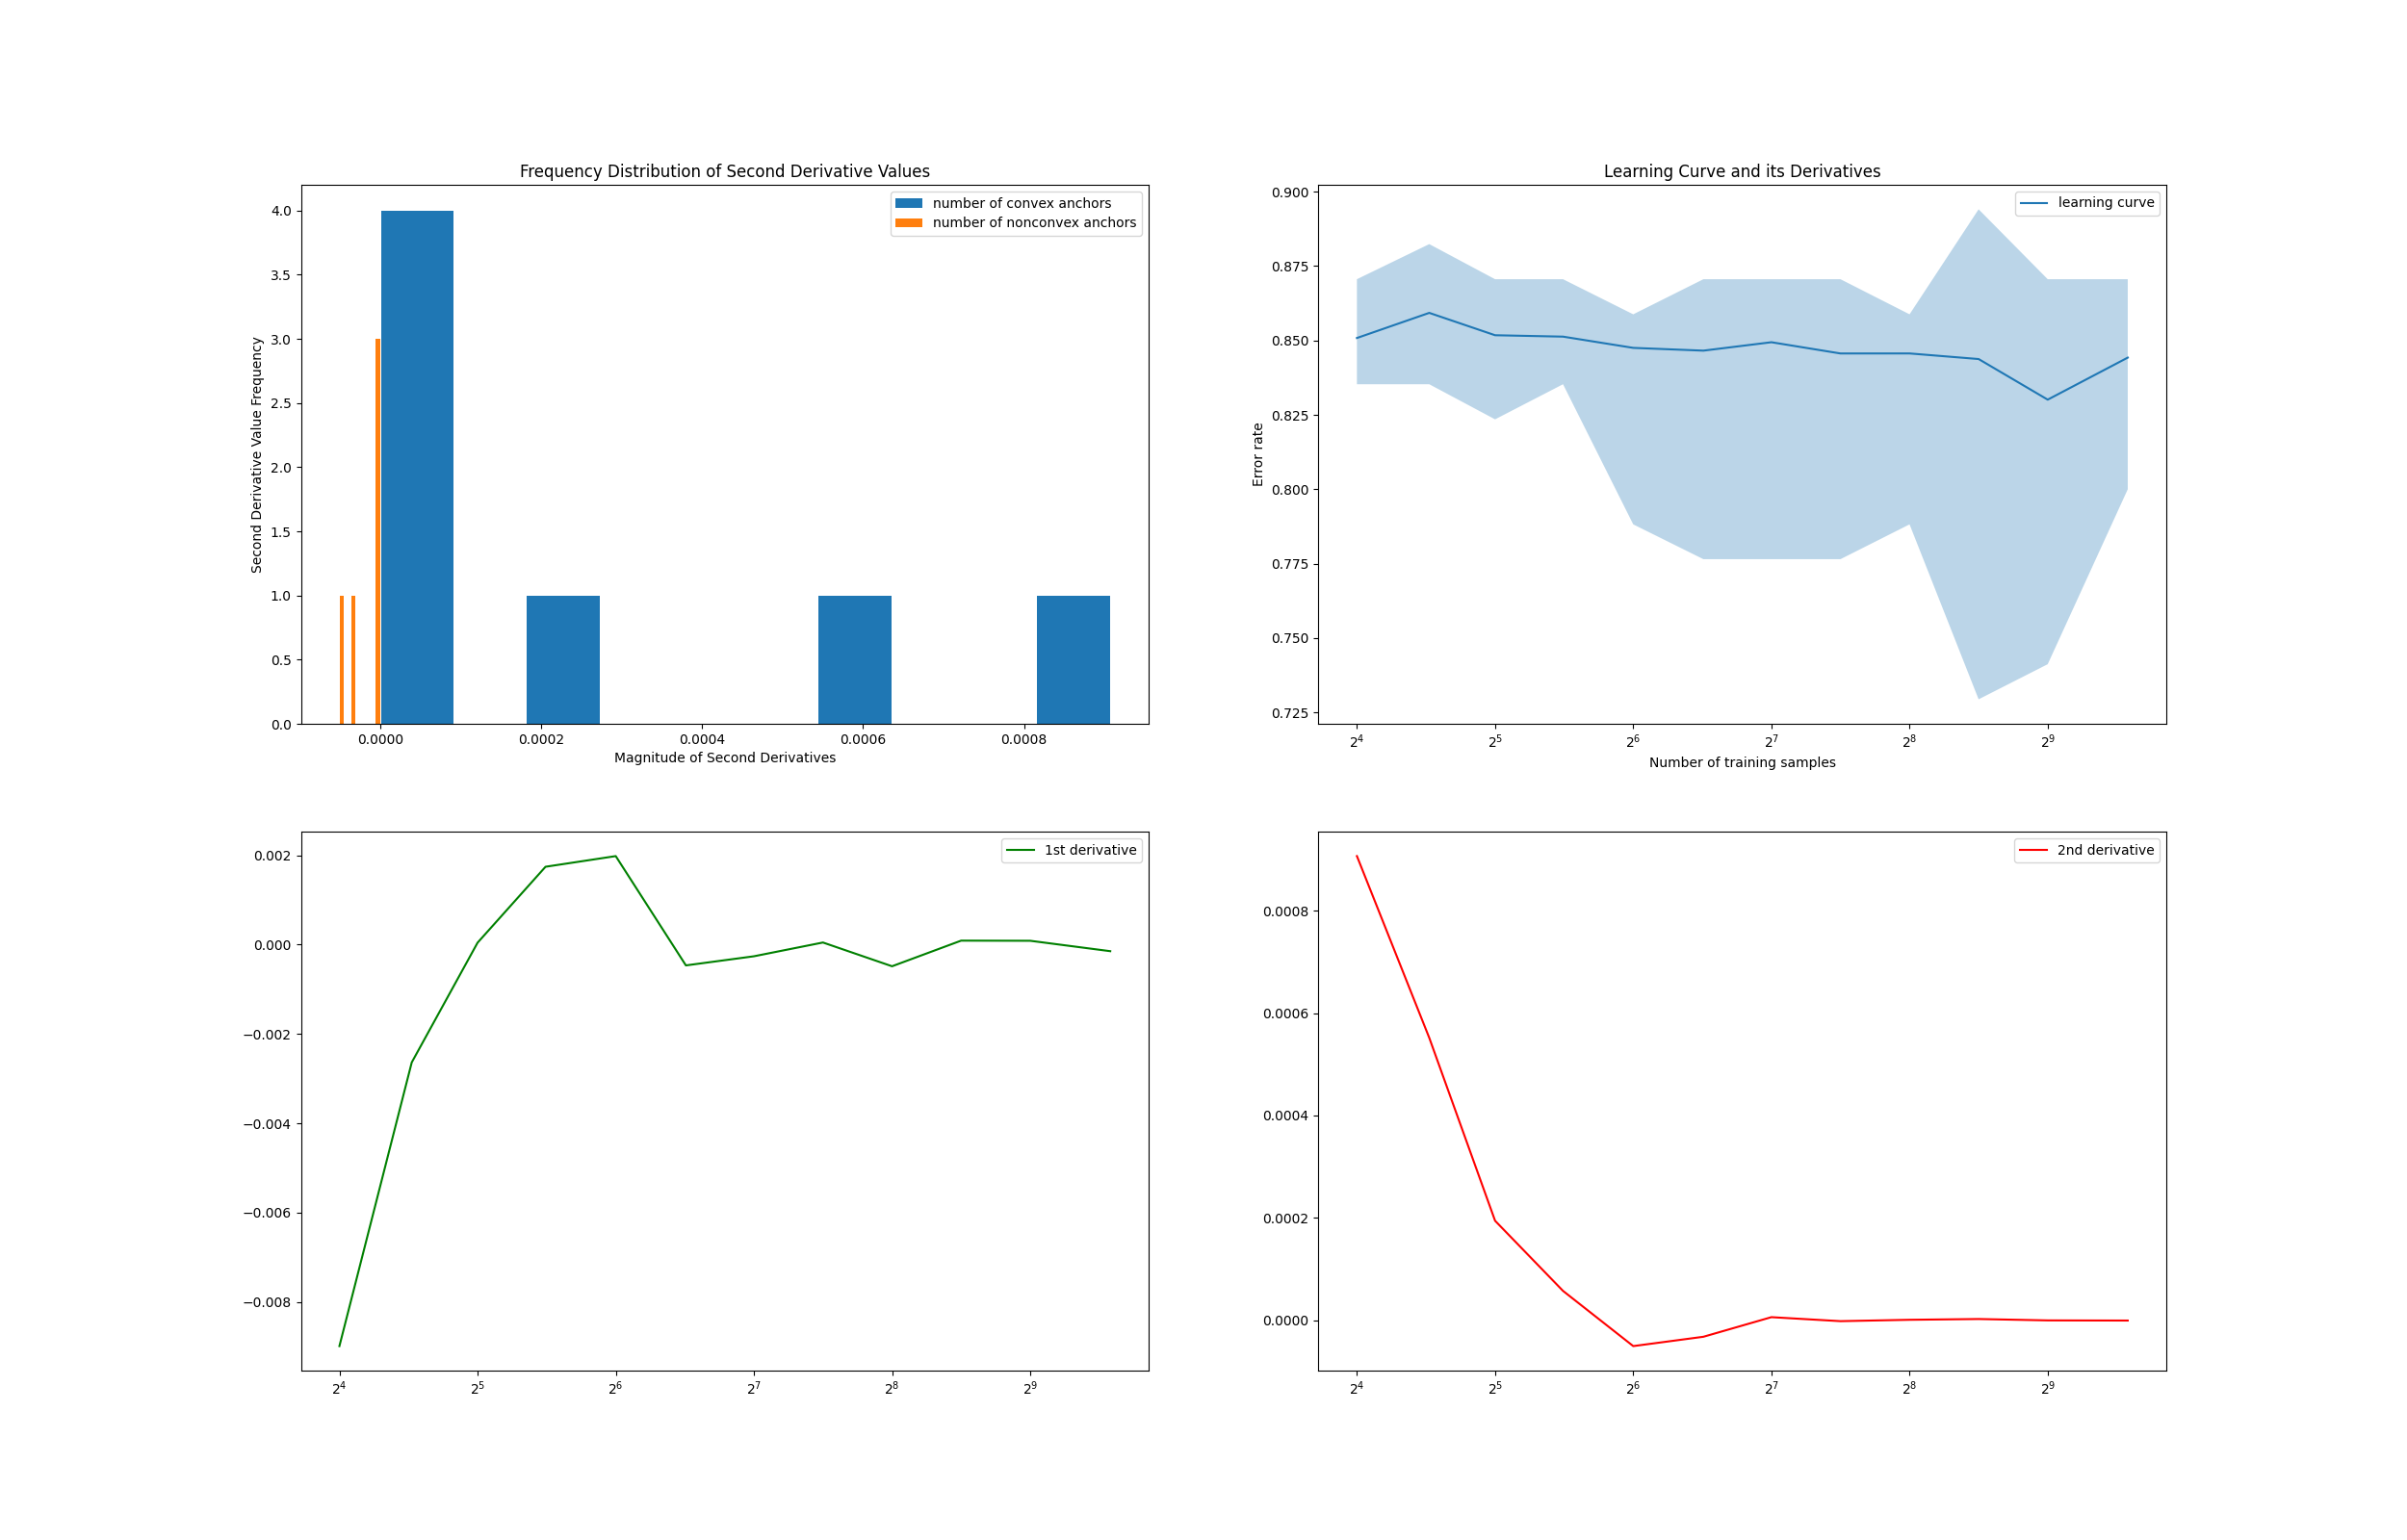 Frequency Distribution of Second Derivative Values
number of convex anchors
number of nonconvex anchors
4.0
3.5
3.0
2.5
2.0
1.5
1.0
0.5
0.0
Second Derivative Value Frequency
0.0000 0.0002 0.0004 0.0006 0.0008
Magnitude of Second Derivatives
Learning Curve and its Derivatives
learning curve
0.900
0.875
0.850
0.825
0.800
0.775
0.750
0.725
Error rate
2⁴ 2⁵ 2⁶ 2⁷ 2⁸ 2⁹
Number of training samples
1st derivative
0.002
0.000
−0.002
−0.004
−0.006
−0.008
2⁴ 2⁵ 2⁶ 2⁷ 2⁸ 2⁹
2nd derivative
0.0008
0.0006
0.0004
0.0002
0.0000
2⁴ 2⁵ 2⁶ 2⁷ 2⁸ 2⁹